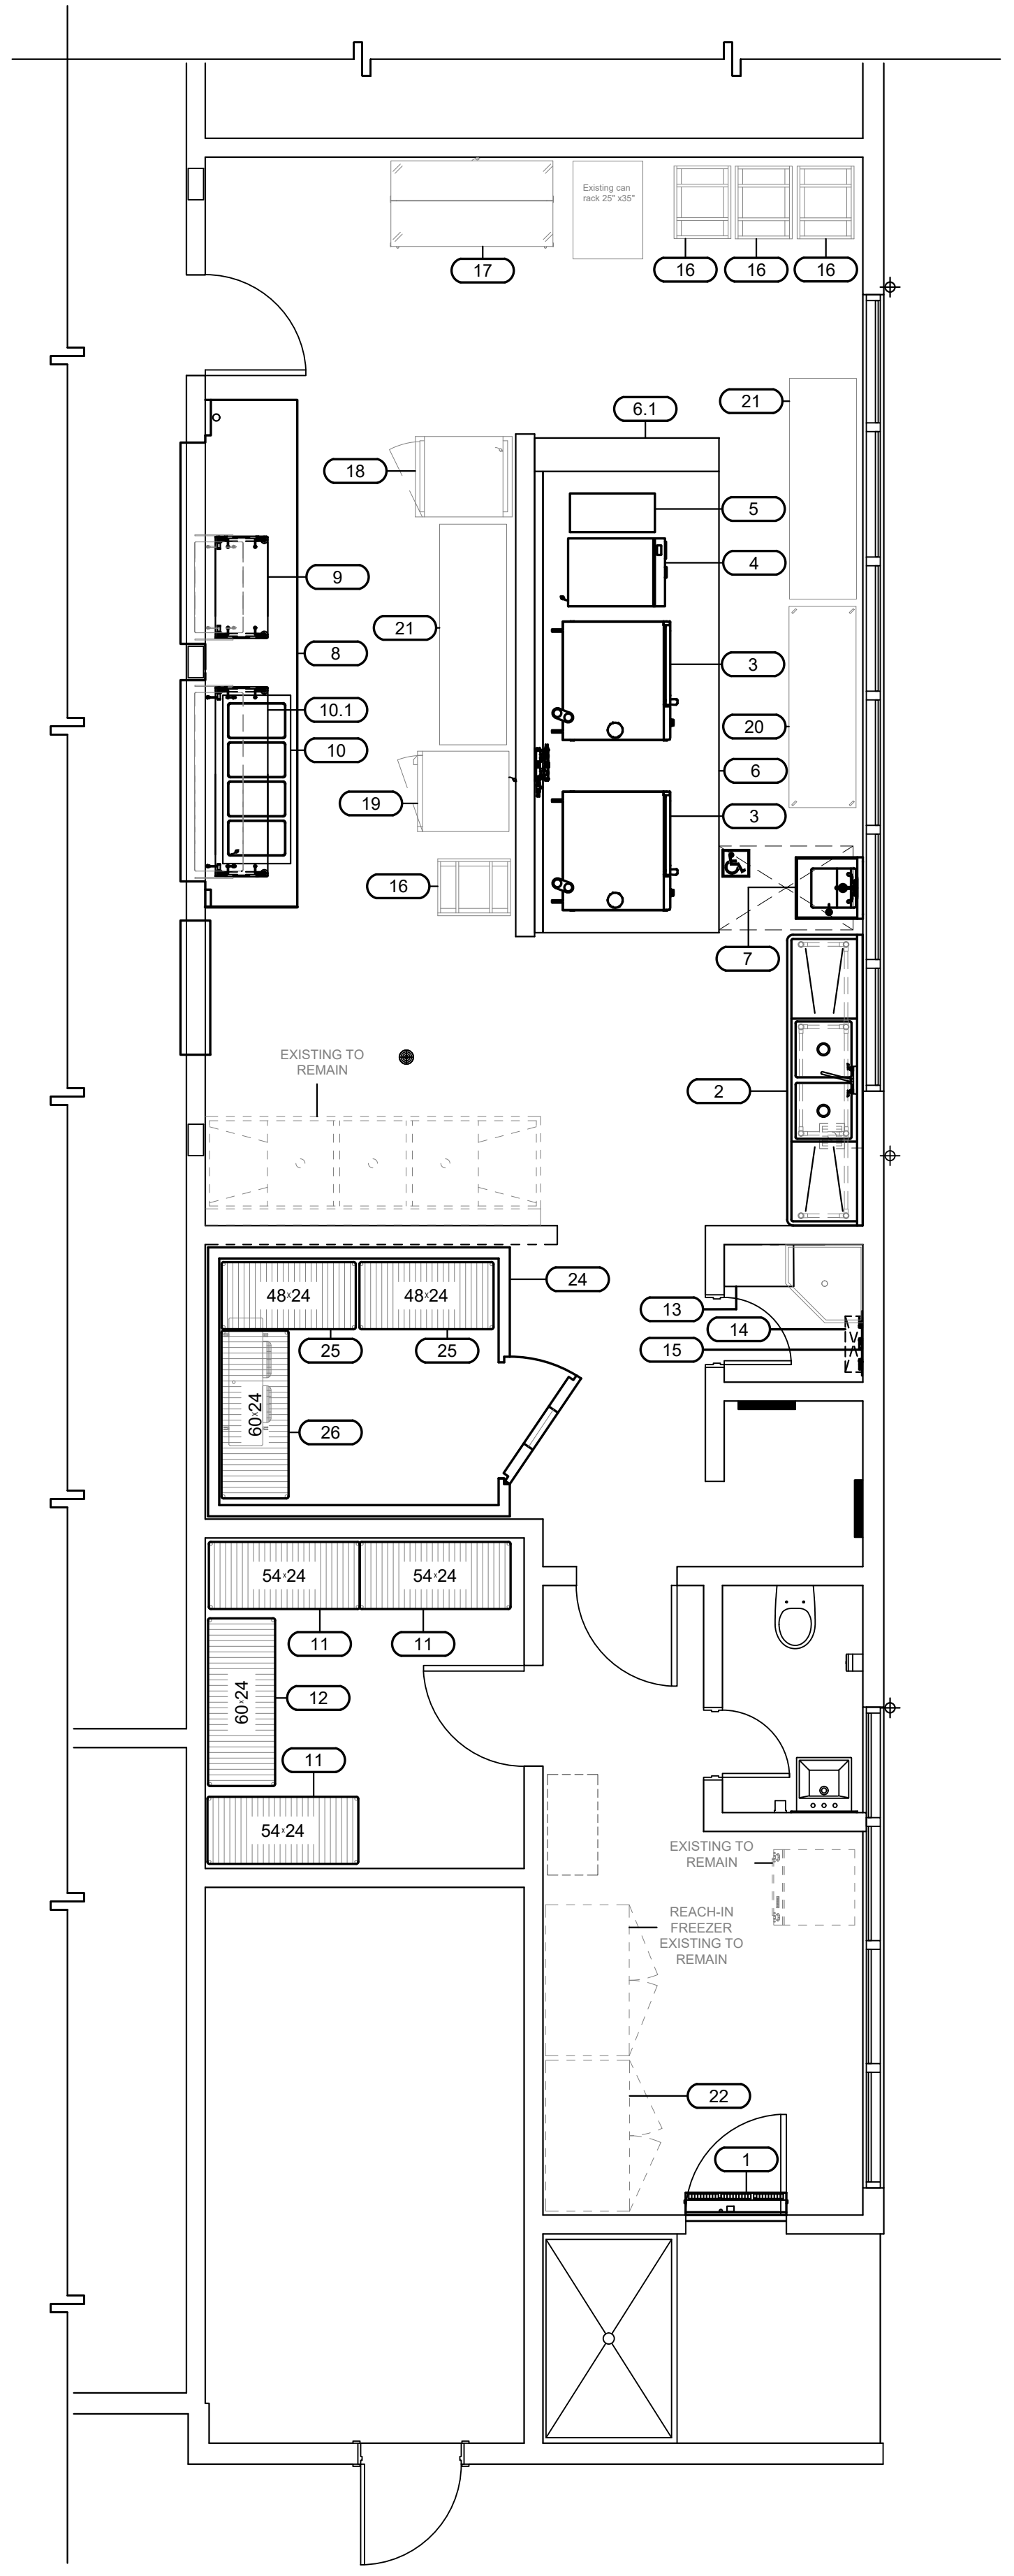 Existing can
rack 25" x35"
17
16
16
16
21
6.1
18
5
4
9
21
8
3
10.1
20
10
6
19
3
16
7
EXISTING TO
REMAIN
2
48x24
48x24
24
13
14
25
25
15
60x24
26
54x24
54x24
11
11
60x24
12
11
54x24
EXISTING TO
REMAIN
REACH-IN
FREEZER
EXISTING TO
REMAIN
22
1